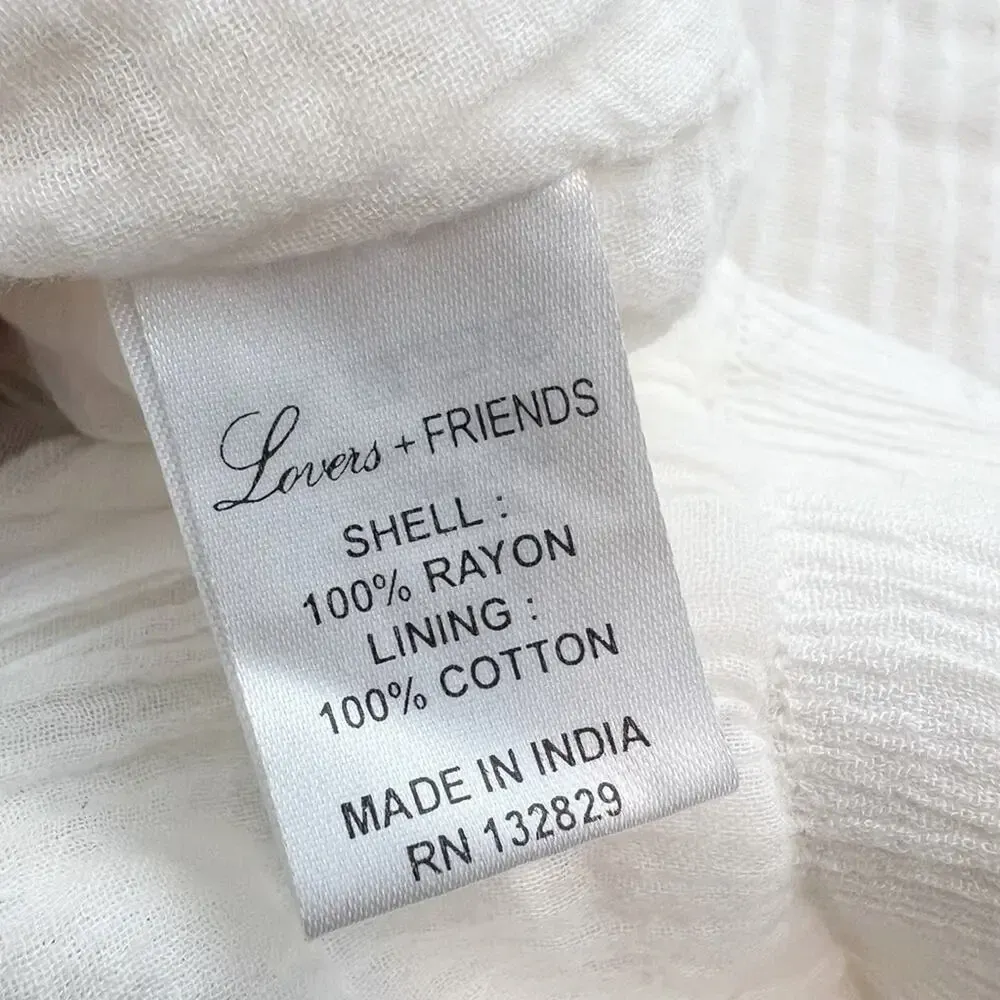 Lovers + FRIENDS
SHELL :
100% RAYON
LINING :
100% COTTON
MADE IN INDIA
RN 132829